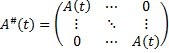 A^#(t) = ( A(t) ⋯ 0
⋮ ⋱ ⋮
0 ⋯ A(t) )